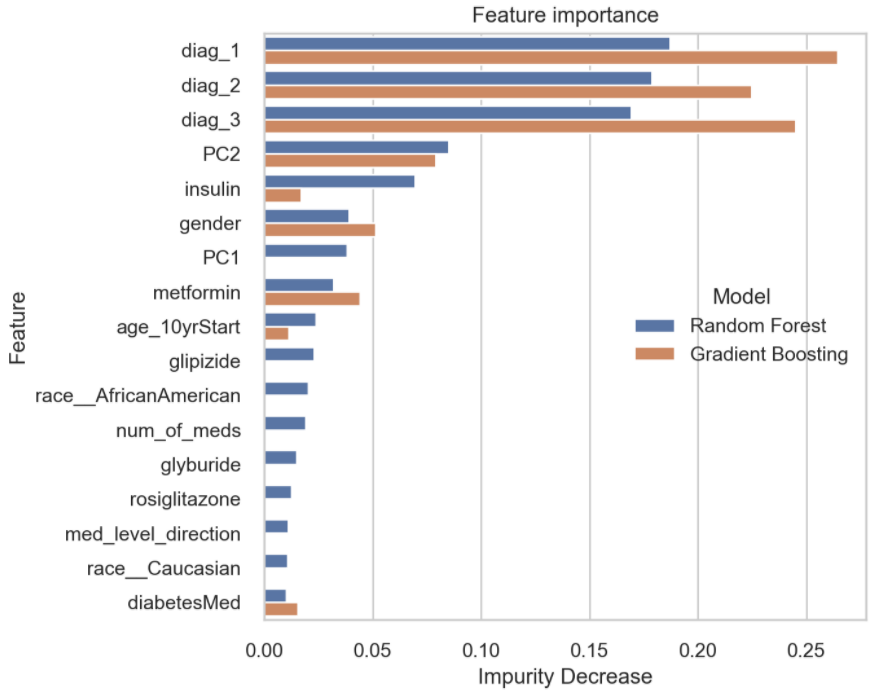 Feature importance
diag_1
diag_2
diag_3
PC2
insulin
gender
PC1
metformin
age_10yrStart
glipizide
race__AfricanAmerican
num_of_meds
glyburide
rosiglitazone
med_level_direction
race__Caucasian
diabetesMed
Feature
Model
Random Forest
Gradient Boosting
0.00 0.05 0.10 0.15 0.20 0.25
Impurity Decrease